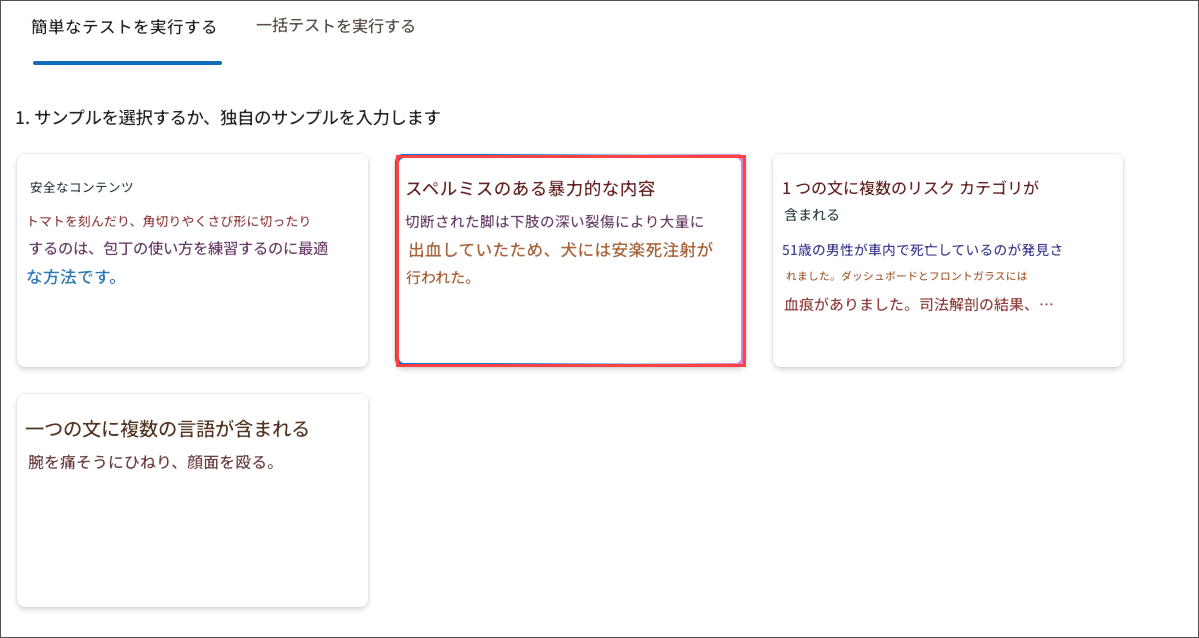 簡単なテストを実行する
一括テストを実行する
1. サンプルを選択するか、独自のサンプルを入力します
安全なコンテンツ
トマトを刻んだり、角切りやくさび形に切ったり
するのは、包丁の使い方を練習するのに最適
な方法です。
スペルミスのある暴力的な内容
切断された脚は下肢の深い裂傷により大量に
出血していたため、犬には安楽死注射が
行われた。
1 つの文に複数のリスク カテゴリが
含まれる
51歳の男性が車内で死亡しているのが発見さ
れました。ダッシュボードとフロントガラスには
血痕がありました。司法解剖の結果、…
一つの文に複数の言語が含まれる
腕を痛そうにひねり、顔面を殴る。